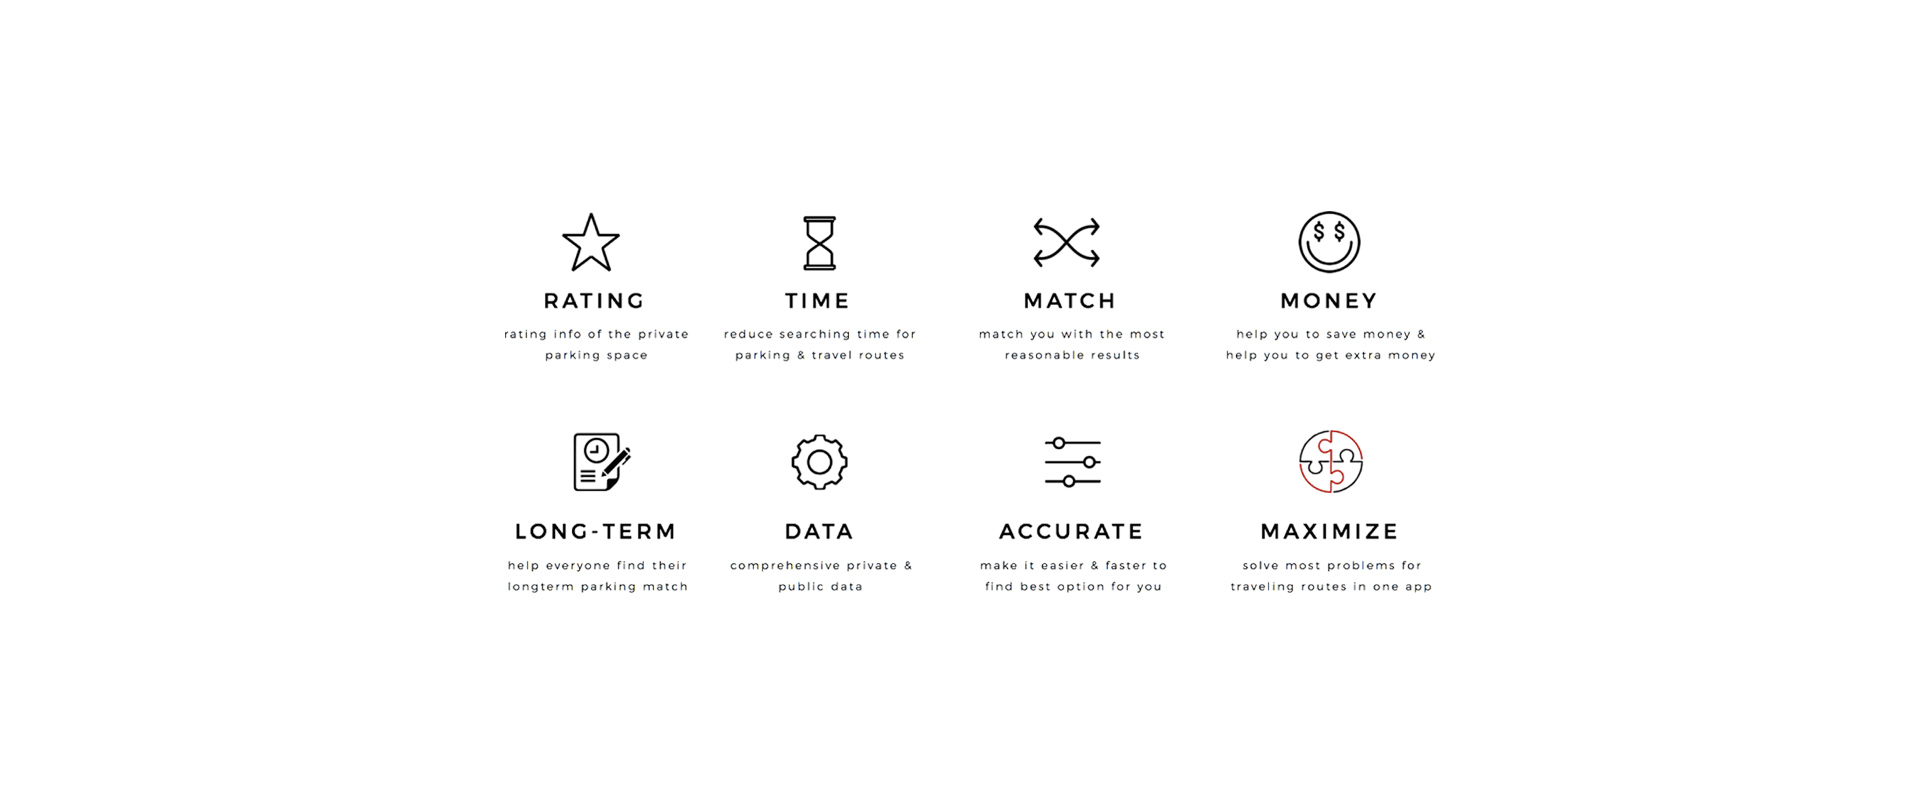 RATING
rating info of the private
parking space
TIME
reduce searching time for
parking & travel routes
MATCH
match you with the most
reasonable results
MONEY
help you to save money &
help you to get extra money
LONG-TERM
help everyone find their
longterm parking match
DATA
comprehensive private &
public data
ACCURATE
make it easier & faster to
find best option for you
MAXIMIZE
solve most problems for
traveling routes in one app